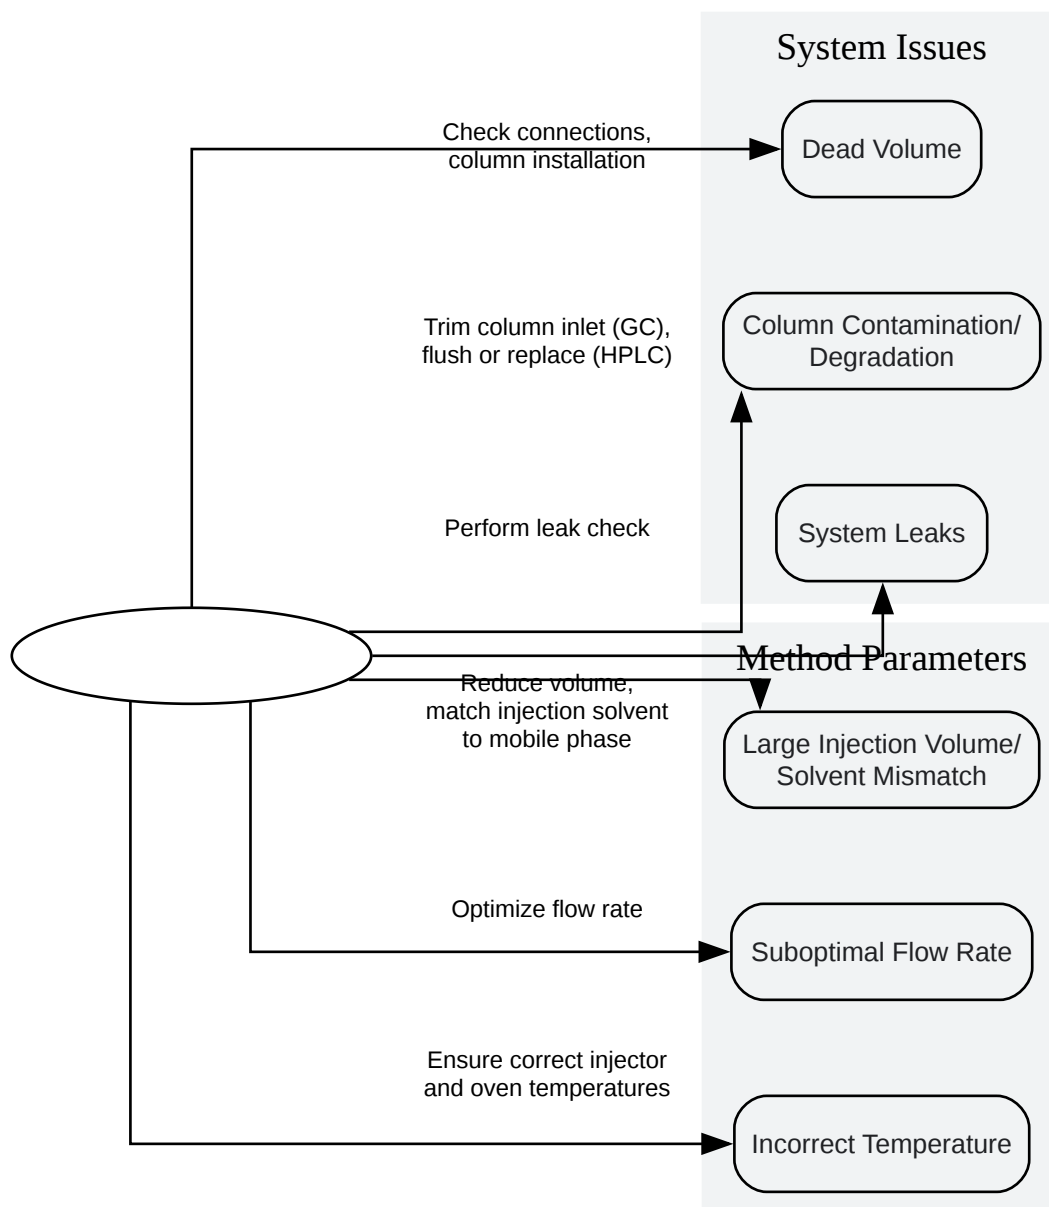 System Issues
Check connections,
column installation
Dead Volume
Trim column inlet (GC),
flush or replace (HPLC)
Column Contamination/
Degradation
Perform leak check
System Leaks
Method Parameters
Reduce volume,
match injection solvent
to mobile phase
Large Injection Volume/
Solvent Mismatch
Optimize flow rate
Suboptimal Flow Rate
Ensure correct injector
and oven temperatures
Incorrect Temperature